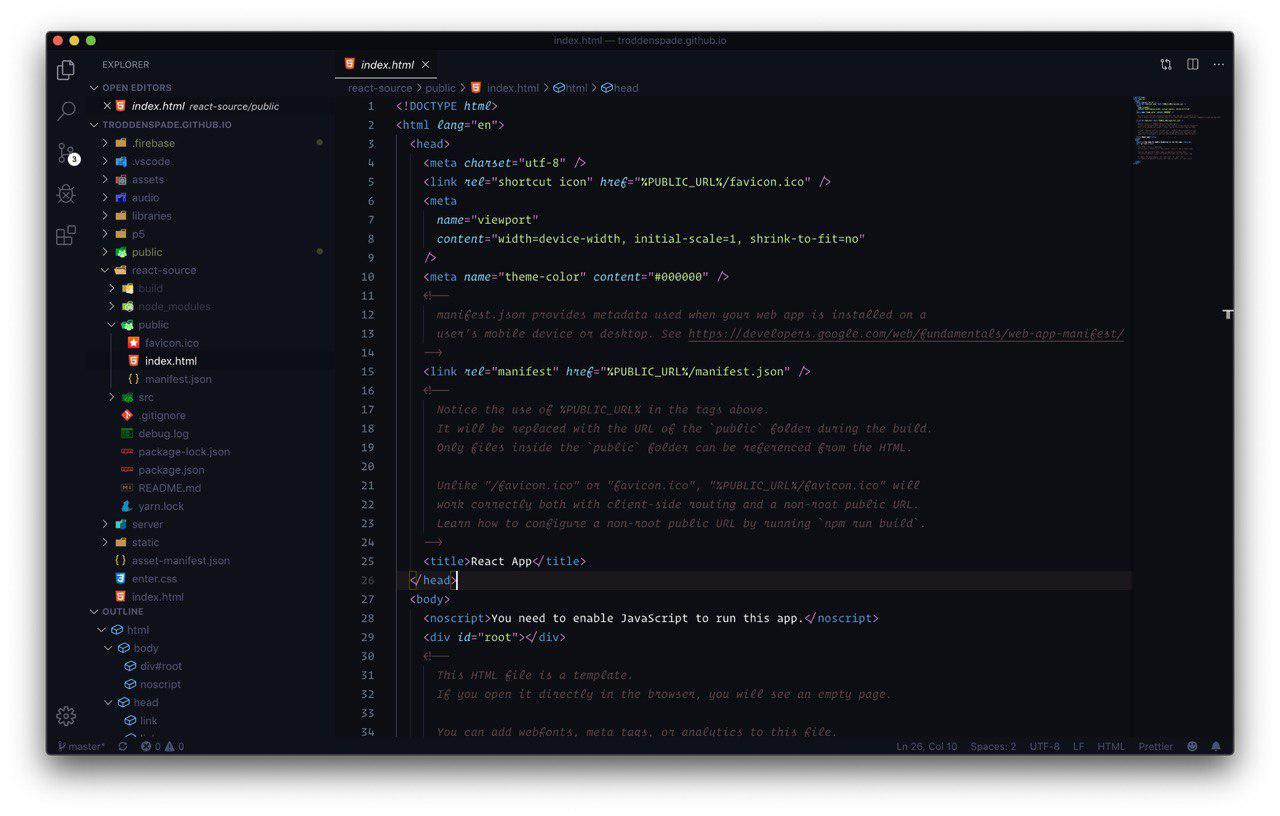 index.html — troddenspade.github.io
EXPLORER
OPEN EDITORS
index.html react-source/public
TRODDENSPADE.GITHUB.IO
.firebase
.vscode
assets
audio
libraries
p5
public
react-source
build
node_modules
public
favicon.ico
index.html
manifest.json
src
.gitignore
debug.log
package-lock.json
package.json
README.md
yarn.lock
server
static
asset-manifest.json
enter.css
index.html
OUTLINE
html
body
div#root
noscript
head
link
3
index.html
react-source > public > index.html > html > head
1 <!DOCTYPE html>
2 <html lang="en">
3 <head>
4 <meta charset="utf-8" />
5 <link rel="shortcut icon" href="%PUBLIC_URL%/favicon.ico" />
6 <meta
7 name="viewport"
8 content="width=device-width, initial-scale=1, shrink-to-fit=no"
9 />
10 <meta name="theme-color" content="#000000" />
11 <!--
12 manifest.json provides metadata used when your web app is installed on a
13 user's mobile device or desktop. See https://developers.google.com/web/fundamentals/web-app-manifest/
14 -->
15 <link rel="manifest" href="%PUBLIC_URL%/manifest.json" />
16 <!--
17 Notice the use of %PUBLIC_URL% in the tags above.
18 It will be replaced with the URL of the `public` folder during the build.
19 Only files inside the `public` folder can be referenced from the HTML.
20
21 Unlike "/favicon.ico" or "favicon.ico", "%PUBLIC_URL%/favicon.ico" will
22 work correctly both with client-side routing and a non-root public URL.
23 Learn how to configure a non-root public URL by running `npm run build`.
24 -->
25 <title>React App</title>
26 </head>
27 <body>
28 <noscript>You need to enable JavaScript to run this app.</noscript>
29 <div id="root"></div>
30 <!--
31 This HTML file is a template.
32 If you open it directly in the browser, you will see an empty page.
33
34 You can add webfonts, meta tags, or analytics to this file.
master* 0 0
Ln 26, Col 10 Spaces: 2 UTF-8 LF HTML Prettier